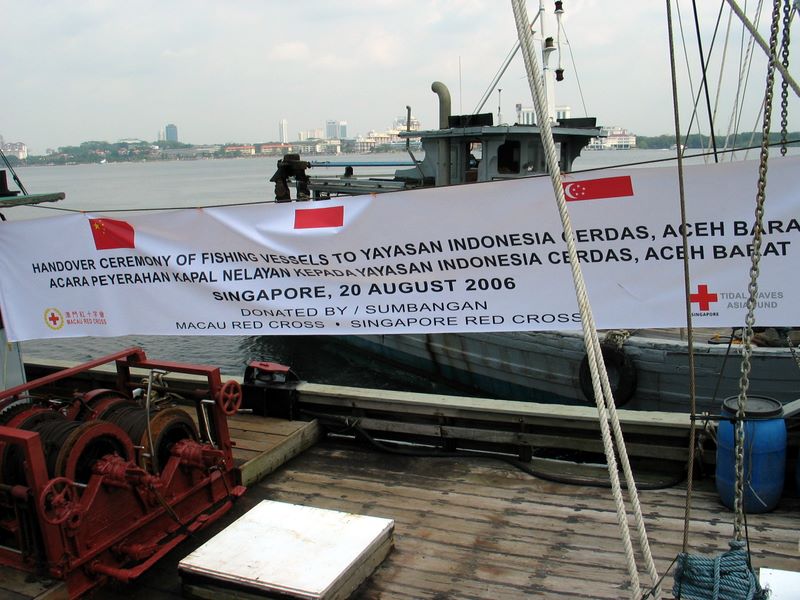 HANDOVER CEREMONY OF FISHING VESSELS TO YAYASAN INDONESIA CERDAS, ACEH BARA
ACARA PEYERAHAN KAPAL NELAYAN KEPADA YAYASAN INDONESIA CERDAS, ACEH BARAT
SINGAPORE, 20 AUGUST 2006
DONATED BY / SUMBANGAN
MACAU RED CROSS • SINGAPORE RED CROSS
澳門紅十字會
MACAU RED CROSS
SINGAPORE
TIDAL WAVES
ASIA FUND